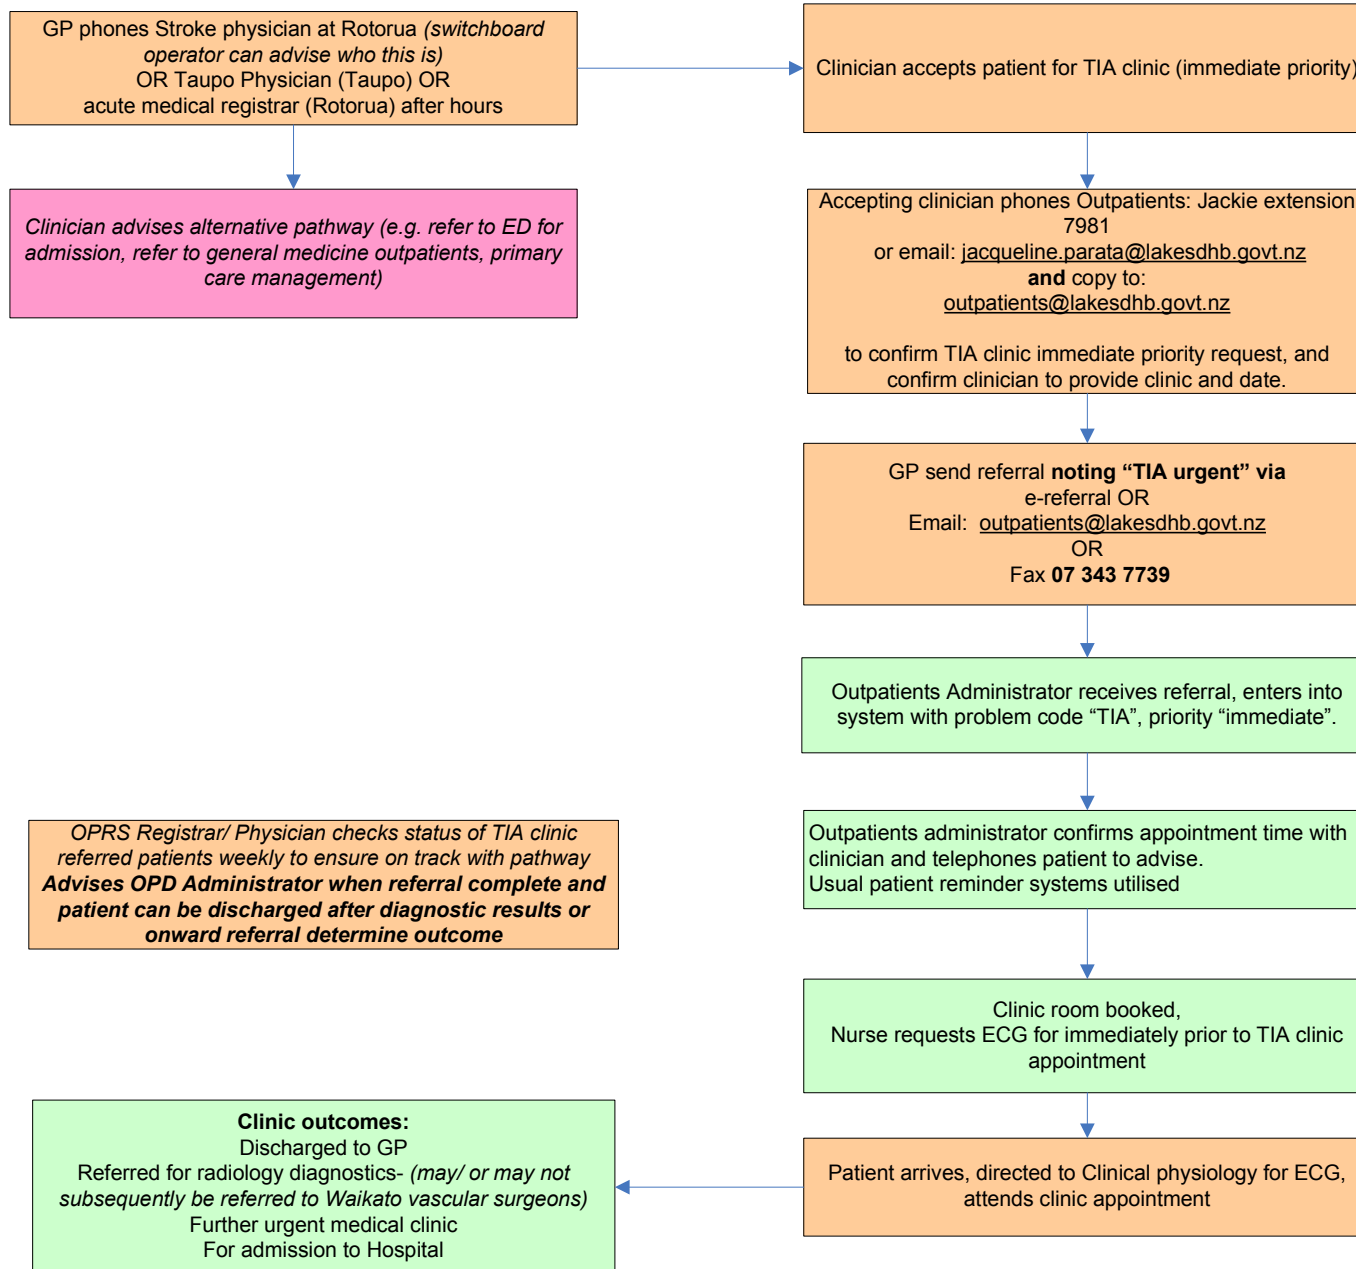 GP phones Stroke physician at Rotorua (switchboard
operator can advise who this is)
OR Taupo Physician (Taupo) OR
acute medical registrar (Rotorua) after hours
Clinician accepts patient for TIA clinic (immediate priority)
Clinician advises alternative pathway (e.g. refer to ED for
admission, refer to general medicine outpatients, primary
care management)
Accepting clinician phones Outpatients: Jackie extension
7981
or email: jacqueline.parata@lakesdhb.govt.nz
and copy to:
outpatients@lakesdhb.govt.nz
to confirm TIA clinic immediate priority request, and
confirm clinician to provide clinic and date.
GP send referral noting “TIA urgent” via
e-referral OR
Email: outpatients@lakesdhb.govt.nz
OR
Fax 07 343 7739
Outpatients Administrator receives referral, enters into
system with problem code “TIA”, priority “immediate”.
OPRS Registrar/ Physician checks status of TIA clinic
referred patients weekly to ensure on track with pathway
Advises OPD Administrator when referral complete and
patient can be discharged after diagnostic results or
onward referral determine outcome
Outpatients administrator confirms appointment time with
clinician and telephones patient to advise.
Usual patient reminder systems utilised
Clinic room booked,
Nurse requests ECG for immediately prior to TIA clinic
appointment
Patient arrives, directed to Clinical physiology for ECG,
attends clinic appointment
Clinic outcomes:
Discharged to GP
Referred for radiology diagnostics- (may/ or may not
subsequently be referred to Waikato vascular surgeons)
Further urgent medical clinic
For admission to Hospital